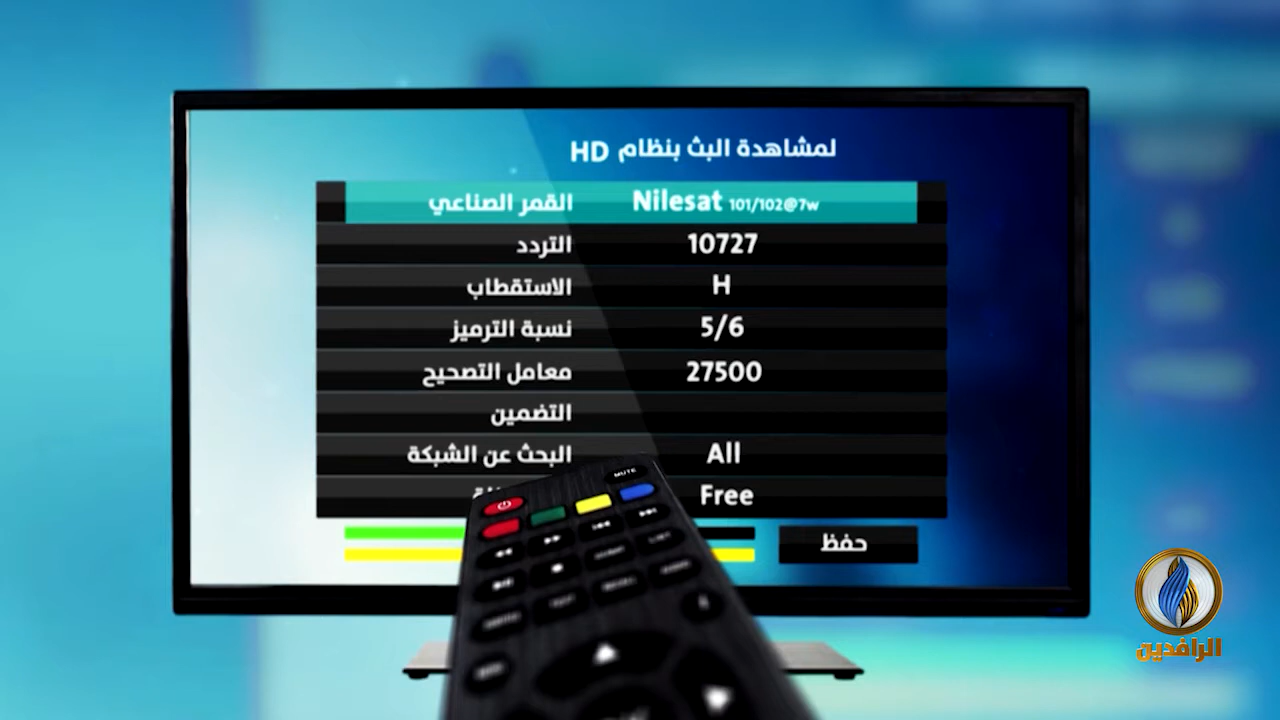 لمشاهدة البث بنظام HD
القمر الصناعي Nilesat 101/102@7w
التردد 10727
الاستقطاب H
نسبة الترميز 5/6
معامل التصحيح 27500
التضمين
البحث عن الشبكة All
Free
حفظ
MUTE
الرافدين